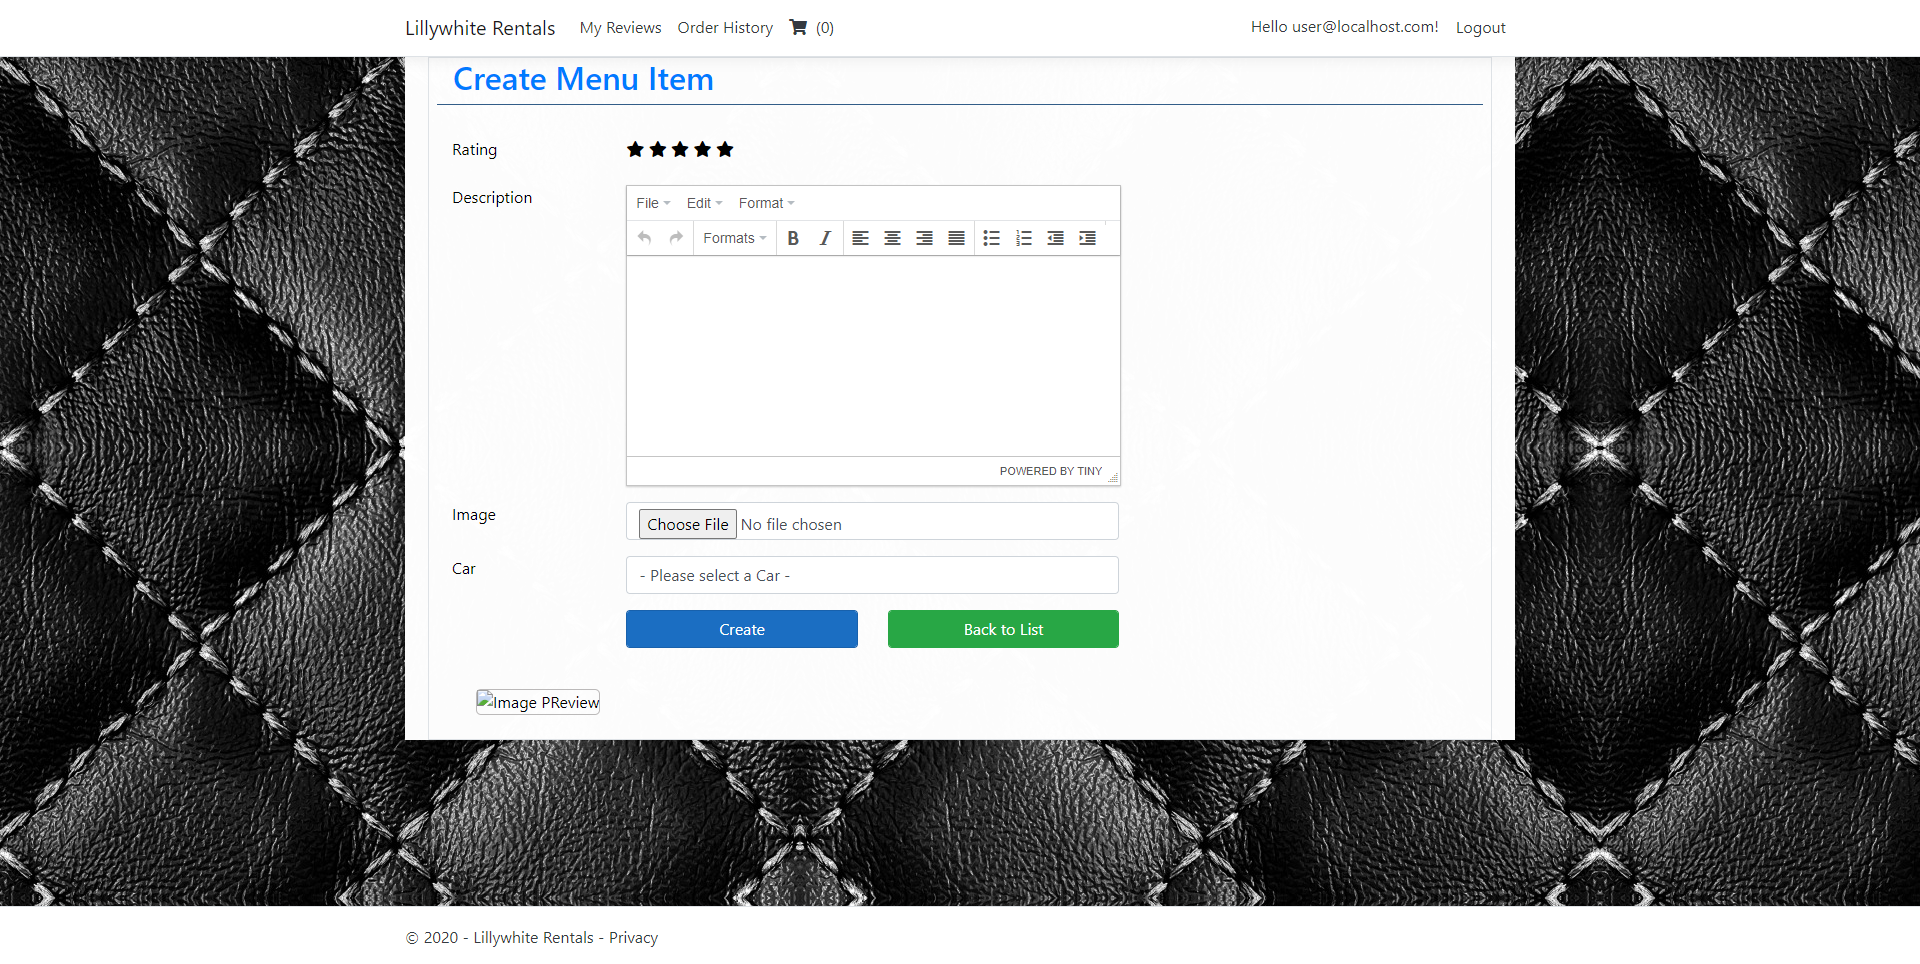 Lillywhite Rentals My Reviews Order History (0) Hello user@localhost.com! Logout
Create Menu Item
Rating
Description
File Edit Format
Formats B I
POWERED BY TINY
Image
Choose File No file chosen
Car
- Please select a Car -
Create Back to List
Image PReview
© 2020 - Lillywhite Rentals - Privacy